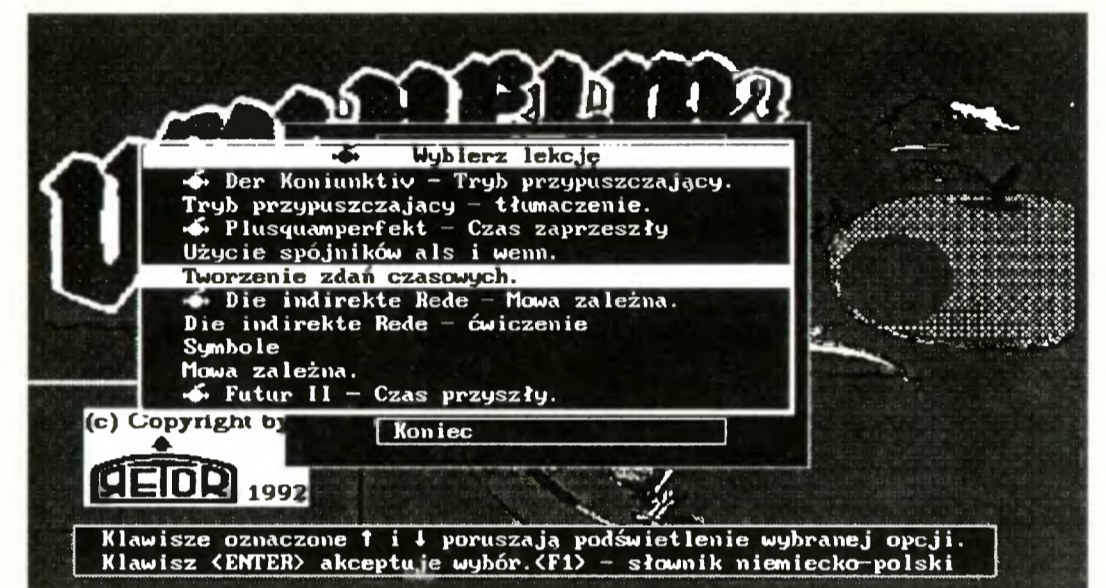 Wybierz lekcję
Der Koniunktiv – Tryb przypuszczający.
Tryb przypuszczajacy – tłumaczenie.
Plusquamperfekt – Czas zaprzeszły
Użycie spójników als i wenn.
Tworzenie zdań czasowych.
Die indirekte Rede – Mowa zależna.
Die indirekte Rede – ćwiczenie
Symbole
Mowa zależna.
Futur II – Czas przyszły.
Koniec
(c) Copyright by
RETOR 1992
Klawisze oznaczone ↑ i ↓ poruszają podświetlenie wybranej opcji.
Klawisz <ENTER> akceptuje wybór.<F1> – słownik niemiecko-polski